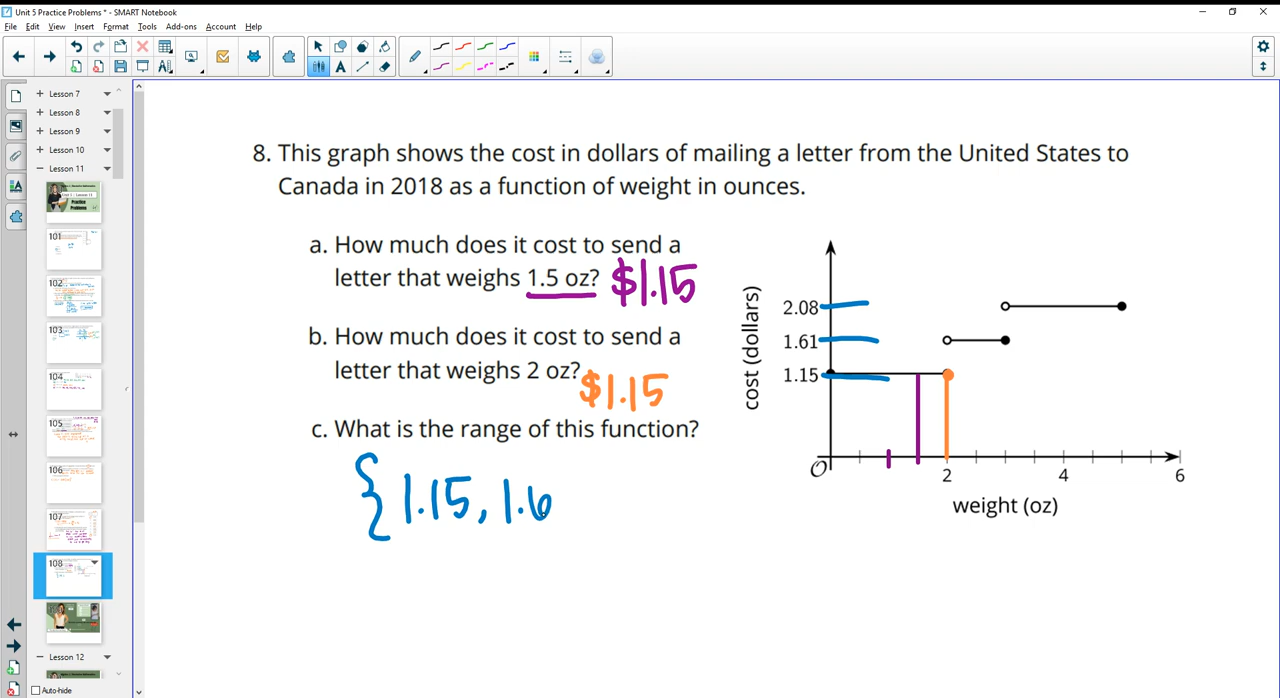 Unit 5 Practice Problems * - SMART Notebook
File Edit View Insert Format Tools Add-ons Account Help
Lesson 7
Lesson 8
Lesson 9
Lesson 10
Lesson 11
Practice
Problems
101
102
103
104
105
106
107
108
Lesson 12
Auto-hide
8. This graph shows the cost in dollars of mailing a letter from the United States to
Canada in 2018 as a function of weight in ounces.
a. How much does it cost to send a
letter that weighs 1.5 oz? $1.15
b. How much does it cost to send a
letter that weighs 2 oz? $1.15
c. What is the range of this function?
{ 1.15, 1.6
cost (dollars)
2.08
1.61
1.15
O 2 4 6
weight (oz)